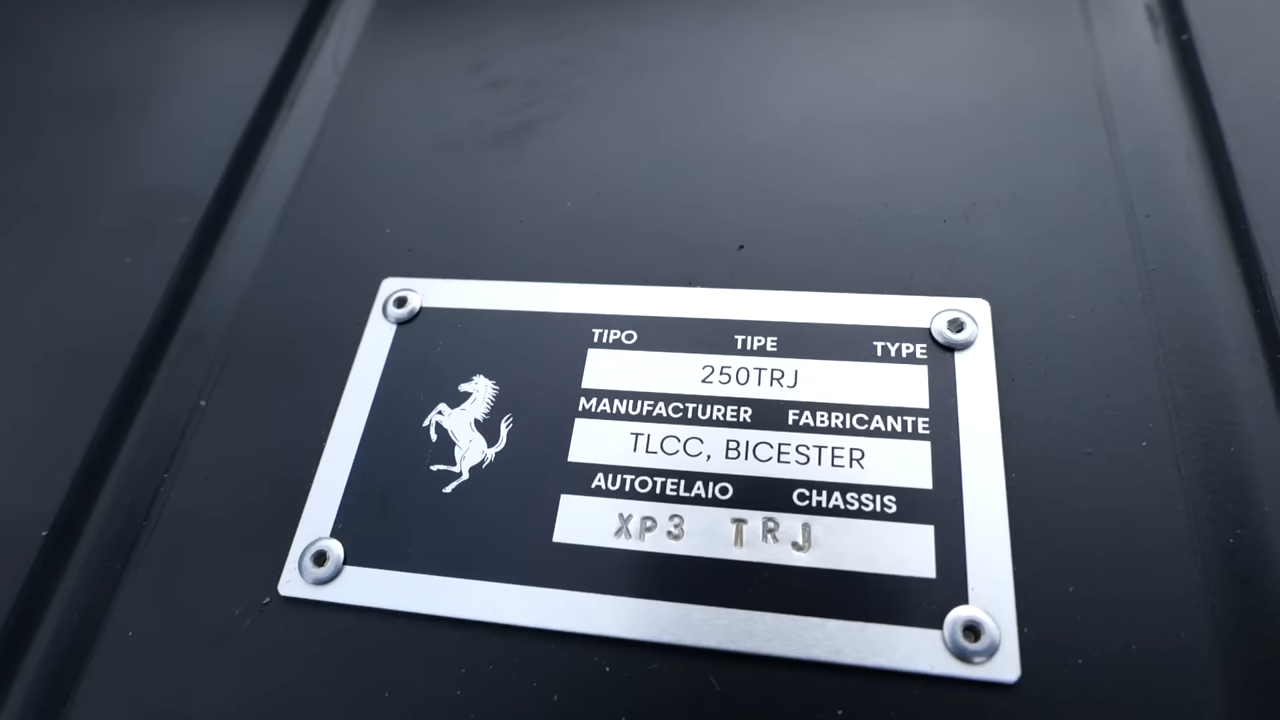 TIPO TIPE TYPE
250TRJ
MANUFACTURER FABRICANTE
TLCC, BICESTER
AUTOTELAIO CHASSIS
XP3 TRJ